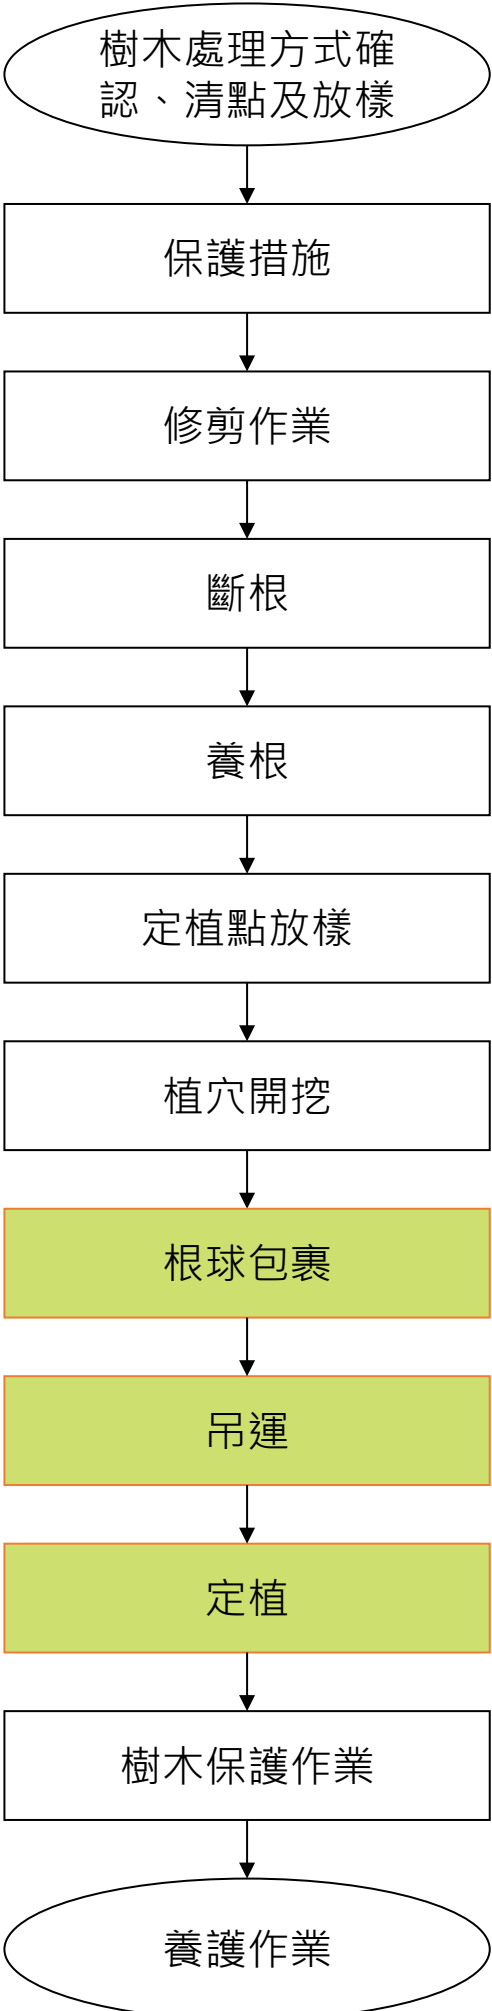 樹木處理方式確
認、清點及放樣
保護措施
修剪作業
斷根
養根
定植點放樣
植穴開挖
根球包裹
吊運
定植
樹木保護作業
養護作業